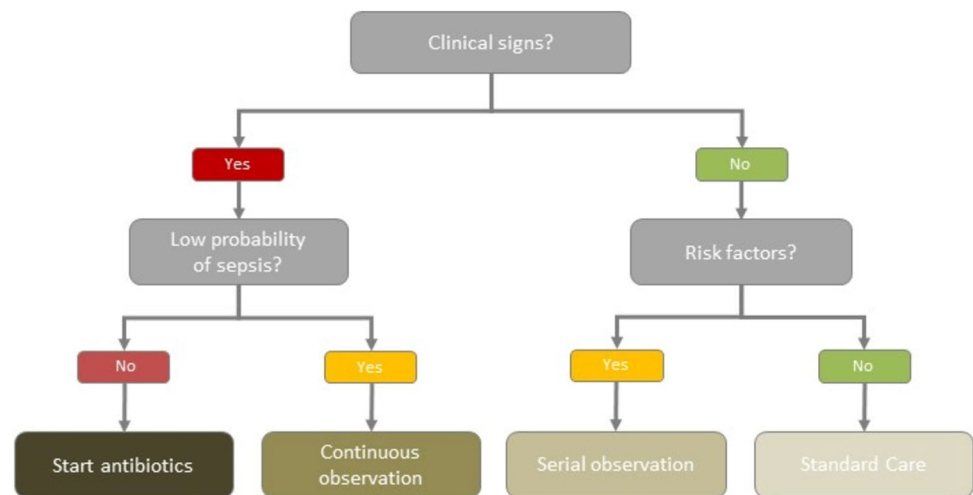 Clinical signs?
Yes
No
Low probability
of sepsis?
Risk factors?
No
Yes
Yes
No
Start antibiotics
Continuous
observation
Serial observation
Standard Care